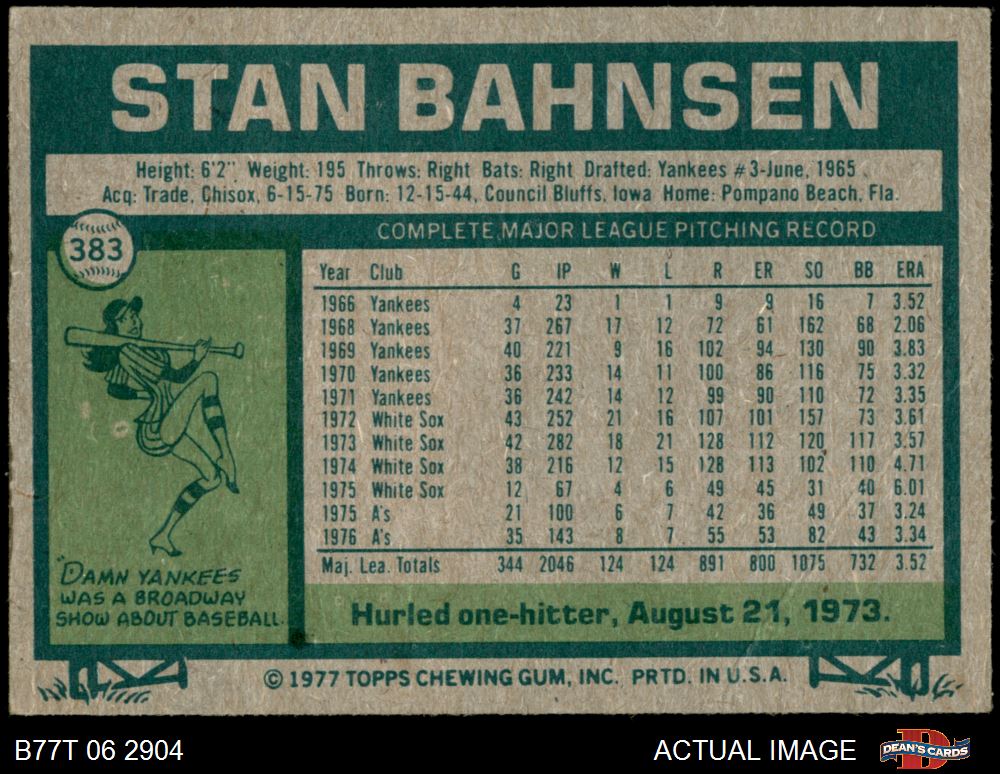 STAN BAHNSEN
Height: 6'2" Weight: 195 Throws: Right Bats: Right Drafted: Yankees #3-June, 1965
Acq: Trade, Chisox, 6-15-75 Born: 12-15-44, Council Bluffs, Iowa Home: Pompano Beach, Fla.
383
COMPLETE MAJOR LEAGUE PITCHING RECORD
Year Club G IP W L R ER SO BB ERA
1966 Yankees 4 23 1 1 9 9 16 7 3.52
1968 Yankees 37 267 17 12 72 61 162 68 2.06
1969 Yankees 40 221 9 16 102 94 130 90 3.83
1970 Yankees 36 233 14 11 100 86 116 75 3.32
1971 Yankees 36 242 14 12 99 90 110 72 3.35
1972 White Sox 43 252 21 16 107 101 157 73 3.61
1973 White Sox 42 282 18 21 128 112 120 117 3.57
1974 White Sox 38 216 12 15 128 113 102 110 4.71
1975 White Sox 12 67 4 6 49 45 31 40 6.01
1975 A's 21 100 6 7 42 36 49 37 3.24
1976 A's 35 143 8 7 55 53 82 43 3.34
Maj. Lea. Totals 344 2046 124 124 891 800 1075 732 3.52
"DAMN YANKEES
WAS A BROADWAY
SHOW ABOUT BASEBALL.
Hurled one-hitter, August 21, 1973.
© 1977 TOPPS CHEWING GUM, INC. PRTD. IN U.S.A.
B77T 06 2904
ACTUAL IMAGE
B
DEAN'S CARDS